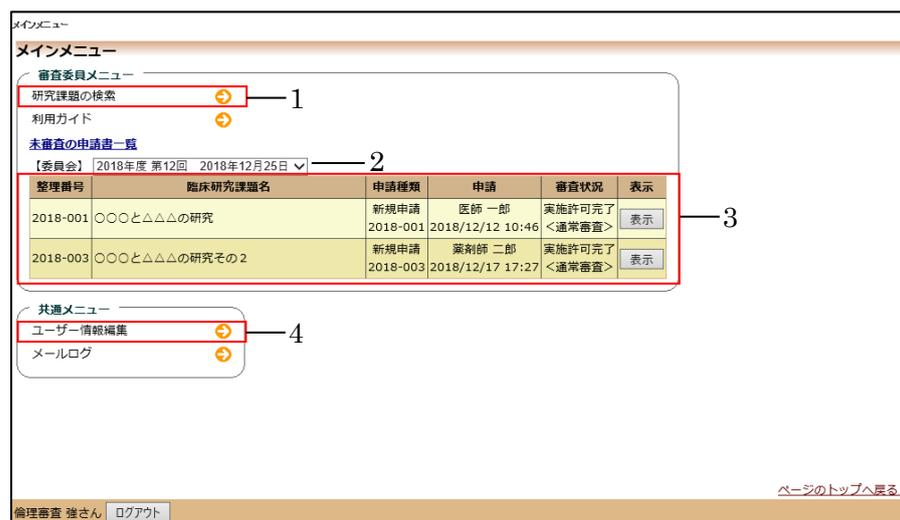 メインメニュー
メインメニュー
審査委員メニュー
研究課題の検索 1
利用ガイド
未審査の申請書一覧
【委員会】 2018年度 第12回 2018年12月25日 2
整理番号 臨床研究課題名 申請種類 申請 審査状況 表示
2018-001 ○○○と△△△の研究 新規申請 医師 一郎 実施許可完了 表示 3
2018-001 2018/12/12 10:46 <通常審査>
2018-003 ○○○と△△△の研究その2 新規申請 薬剤師 二郎 実施許可完了 表示
2018-003 2018/12/17 17:27 <通常審査>
共通メニュー
ユーザー情報編集 4
メールログ
ページのトップへ戻る
倫理審査 強さん ログアウト